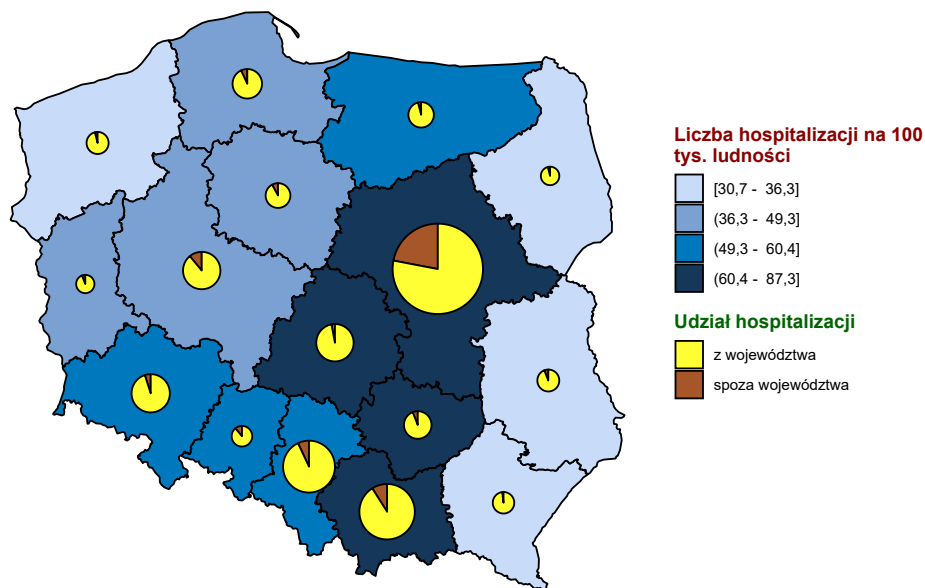 Liczba hospitalizacji na 100
tys. ludności
[30,7 - 36,3]
(36,3 - 49,3]
(49,3 - 60,4]
(60,4 - 87,3]
Udział hospitalizacji
z województwa
spoza województwa